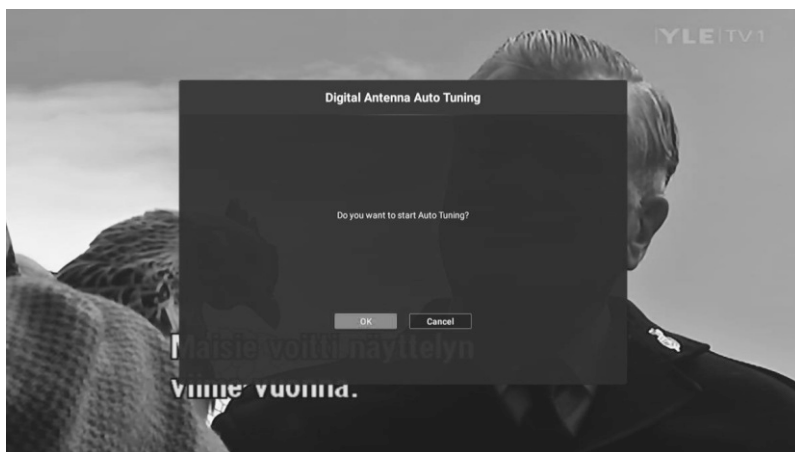 YLE TV1
Digital Antenna Auto Tuning
Do you want to start Auto Tuning?
OK Cancel
Maisie voitti näyttelyn
viime vuonna.